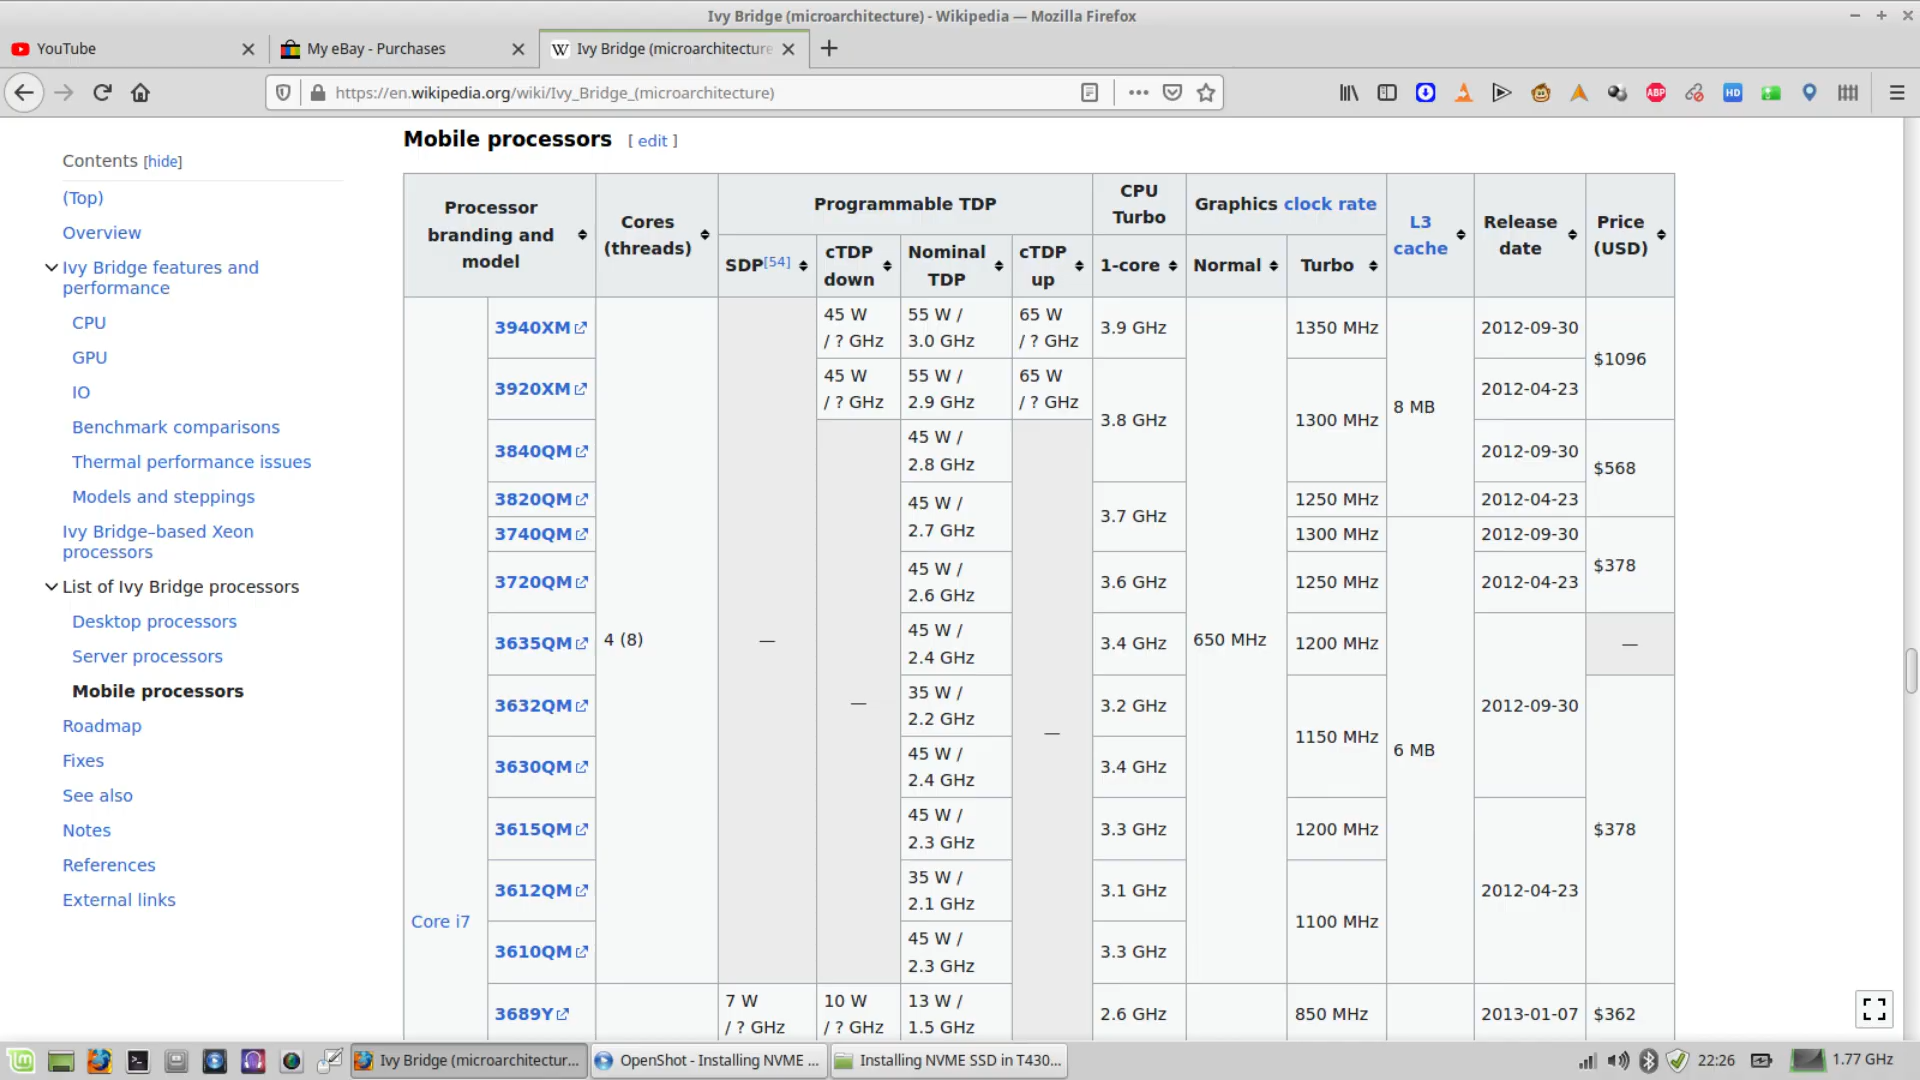 Ivy Bridge (microarchitecture) - Wikipedia — Mozilla Firefox
YouTube
My eBay - Purchases
Ivy Bridge (microarchitecture
https://en.wikipedia.org/wiki/Ivy_Bridge_(microarchitecture)
ABP
HD
Contents [hide]
(Top)
Overview
Ivy Bridge features and
performance
CPU
GPU
IO
Benchmark comparisons
Thermal performance issues
Models and steppings
Ivy Bridge–based Xeon
processors
List of Ivy Bridge processors
Desktop processors
Server processors
Mobile processors
Roadmap
Fixes
See also
Notes
References
External links
Mobile processors [ edit ]
Processor
branding and
model
Cores
(threads)
Programmable TDP
CPU
Turbo
Graphics clock rate
L3
cache
Release
date
Price
(USD)
SDP[54]
cTDP
down
Nominal
TDP
cTDP
up
1-core
Normal
Turbo
Core i7
4 (8)
—
—
—
650 MHz
3940XM
45 W
/ ? GHz
55 W /
3.0 GHz
65 W
/ ? GHz
3.9 GHz
1350 MHz
8 MB
2012-09-30
$1096
3920XM
45 W
/ ? GHz
55 W /
2.9 GHz
65 W
/ ? GHz
3.8 GHz
1300 MHz
2012-04-23
3840QM
45 W /
2.8 GHz
2012-09-30
$568
3820QM
45 W /
2.7 GHz
3.7 GHz
1250 MHz
2012-04-23
3740QM
1300 MHz
6 MB
2012-09-30
$378
3720QM
45 W /
2.6 GHz
3.6 GHz
1250 MHz
2012-04-23
3635QM
45 W /
2.4 GHz
3.4 GHz
1200 MHz
2012-09-30
—
3632QM
35 W /
2.2 GHz
3.2 GHz
1150 MHz
$378
3630QM
45 W /
2.4 GHz
3.4 GHz
3615QM
45 W /
2.3 GHz
3.3 GHz
1200 MHz
2012-04-23
3612QM
35 W /
2.1 GHz
3.1 GHz
1100 MHz
3610QM
45 W /
2.3 GHz
3.3 GHz
3689Y
7 W
/ ? GHz
10 W
/ ? GHz
13 W /
1.5 GHz
2.6 GHz
850 MHz
2013-01-07
$362
Ivy Bridge (microarchitectur...
OpenShot - Installing NVME ...
Installing NVME SSD in T430...
22:26
1.77 GHz